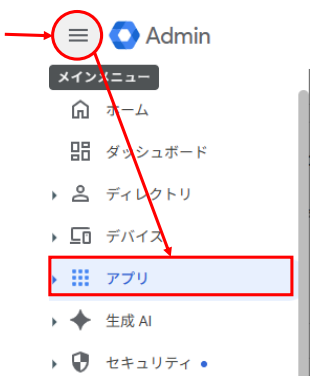 Admin
メインメニュー
ホーム
ダッシュボード
ディレクトリ
デバイス
アプリ
生成 AI
セキュリティ